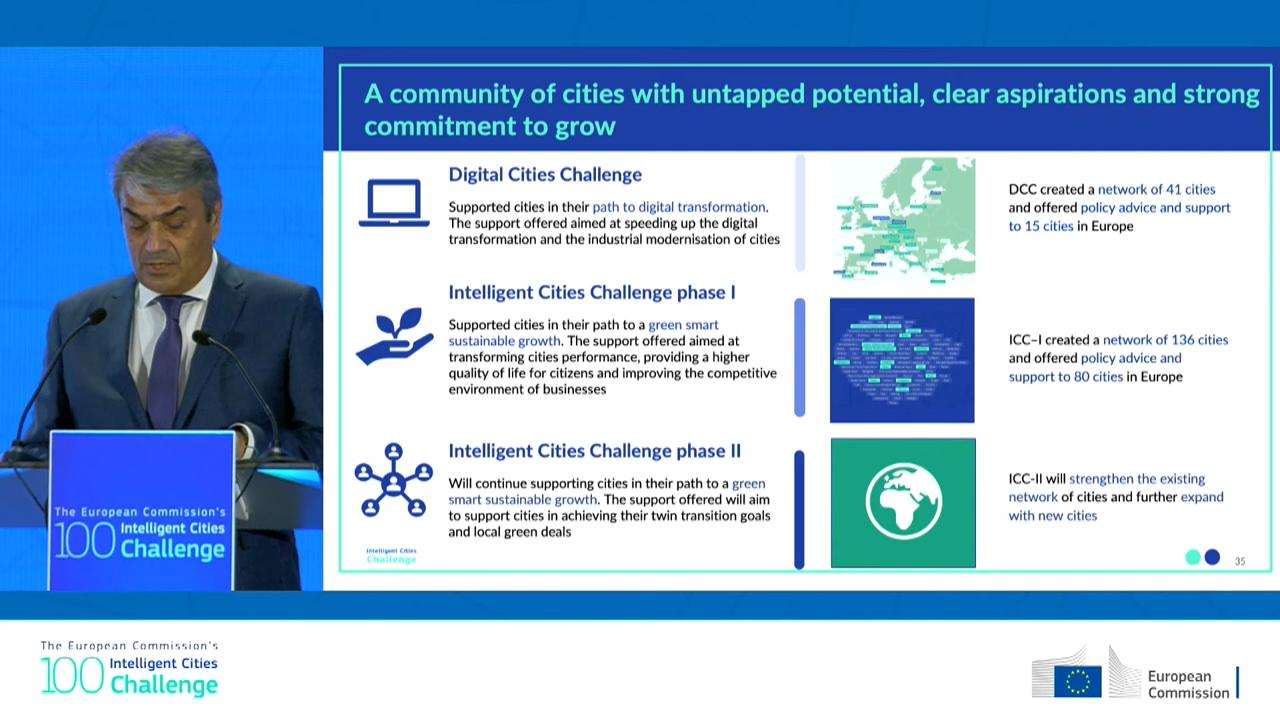 A community of cities with untapped potential, clear aspirations and strong
commitment to grow
Digital Cities Challenge
Supported cities in their path to digital transformation.
The support offered aimed at speeding up the digital
transformation and the industrial modernisation of cities
DCC created a network of 41 cities
and offered policy advice and support
to 15 cities in Europe
Intelligent Cities Challenge phase I
Supported cities in their path to a green smart
sustainable growth. The support offered aimed at
transforming cities performance, providing a higher
quality of life for citizens and improving the competitive
environment of businesses
ICC–I created a network of 136 cities
and offered policy advice and
support to 80 cities in Europe
Intelligent Cities Challenge phase II
Will continue supporting cities in their path to a green
smart sustainable growth. The support offered will aim
to support cities in achieving their twin transition goals
and local green deals
ICC-II will strengthen the existing
network of cities and further expand
with new cities
Intelligent Cities
Challenge
35
The European Commission's
100 Intelligent Cities
Challenge
The European Commission's
100 Intelligent Cities
Challenge
European
Commission